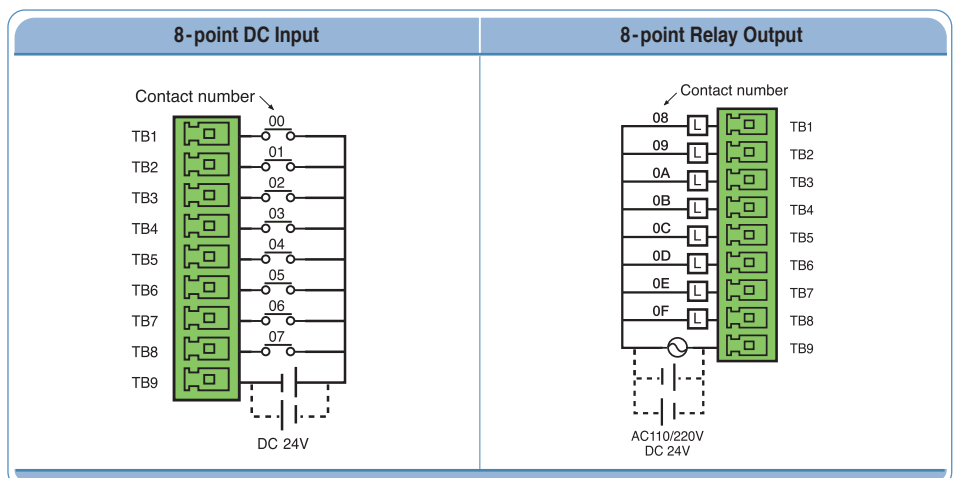 8-point DC Input
Contact number
00
TB1
01
TB2
02
TB3
03
TB4
04
TB5
05
TB6
06
TB7
07
TB8
TB9
DC 24V
8-point Relay Output
Contact number
08 L TB1
09 L TB2
0A L TB3
0B L TB4
0C L TB5
0D L TB6
0E L TB7
0F L TB8
TB9
AC110/220V
DC 24V